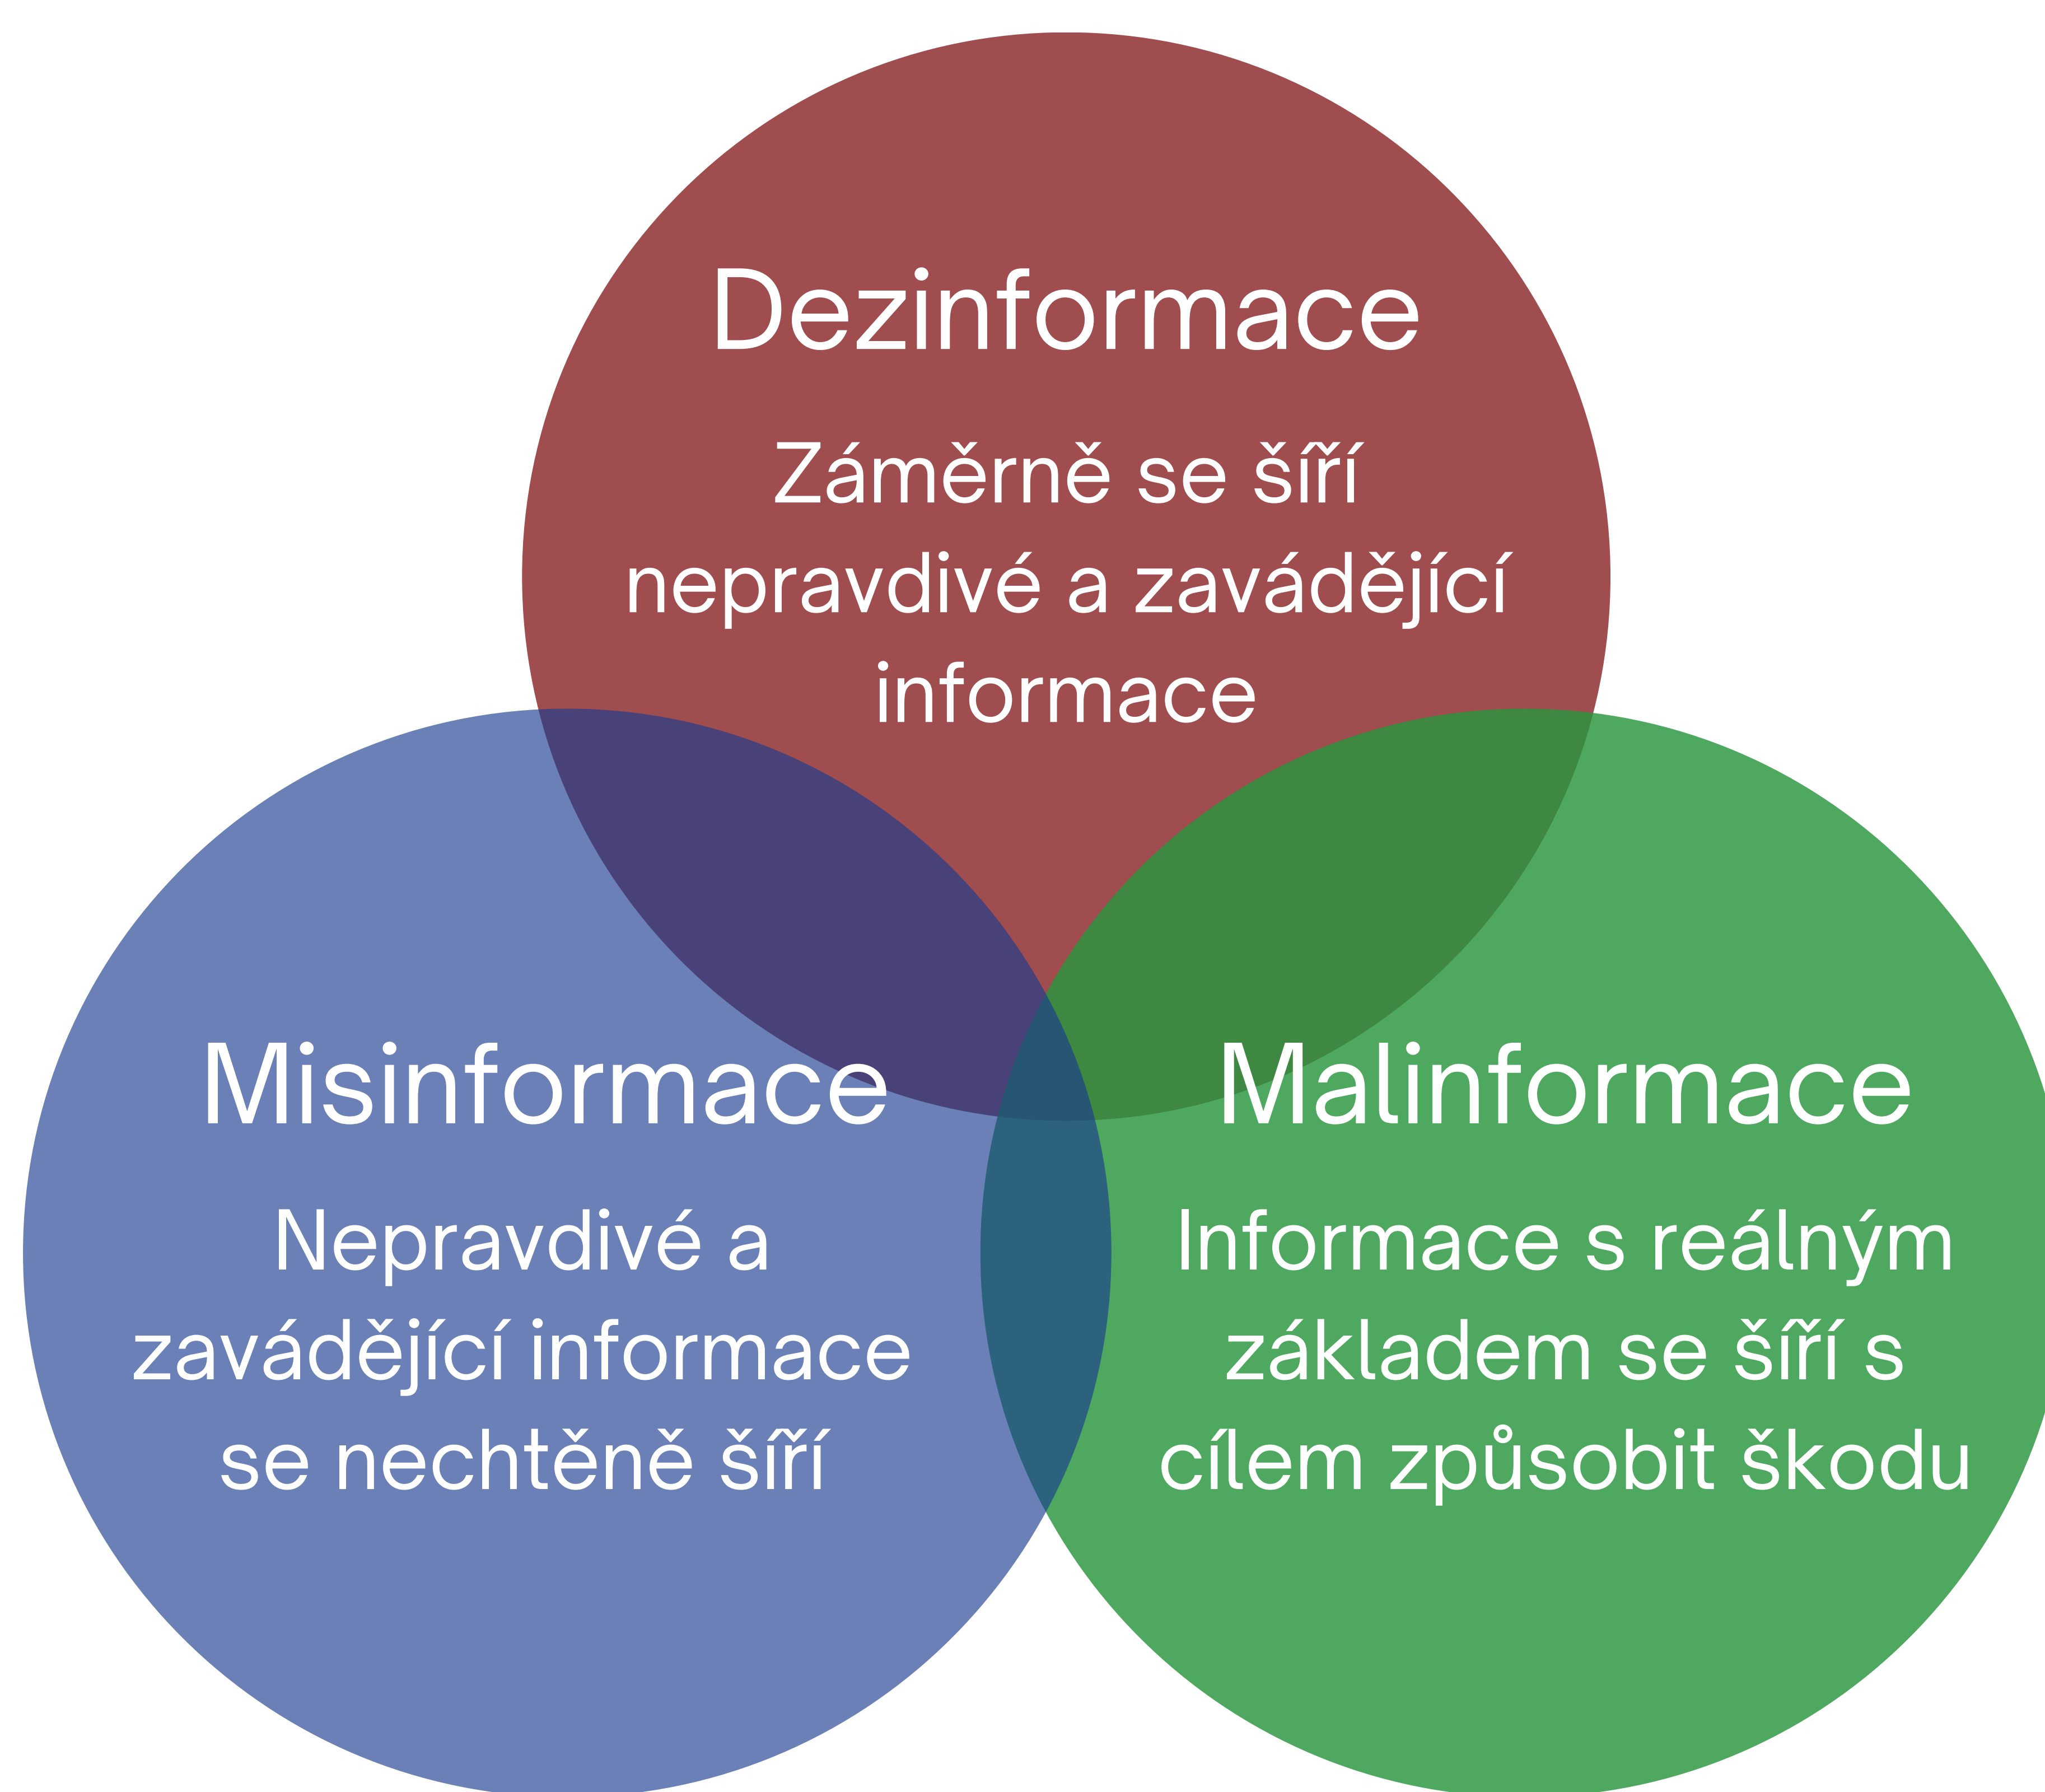 Dezinformace
Záměrně se šíří
nepravdivé a zavádějící
informace
Misinformace
Nepravdivé a
zavádějící informace
se nechtěně šíří
Malinformace
Informace s reálným
základem se šíří s
cílem způsobit škodu